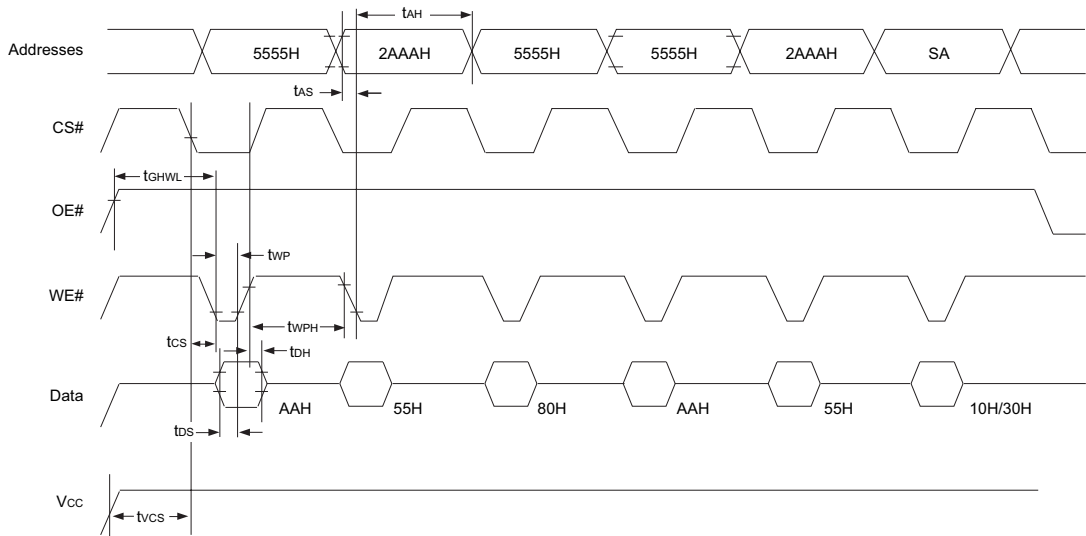 tAH
Addresses 5555H 2AAAH 5555H 5555H 2AAAH SA
tAS
CS#
tGHWL
OE#
tWP
WE#
tWPH
tCS
tDH
Data
AAH 55H 80H AAH 55H 10H/30H
tDS
VCC
tVCS